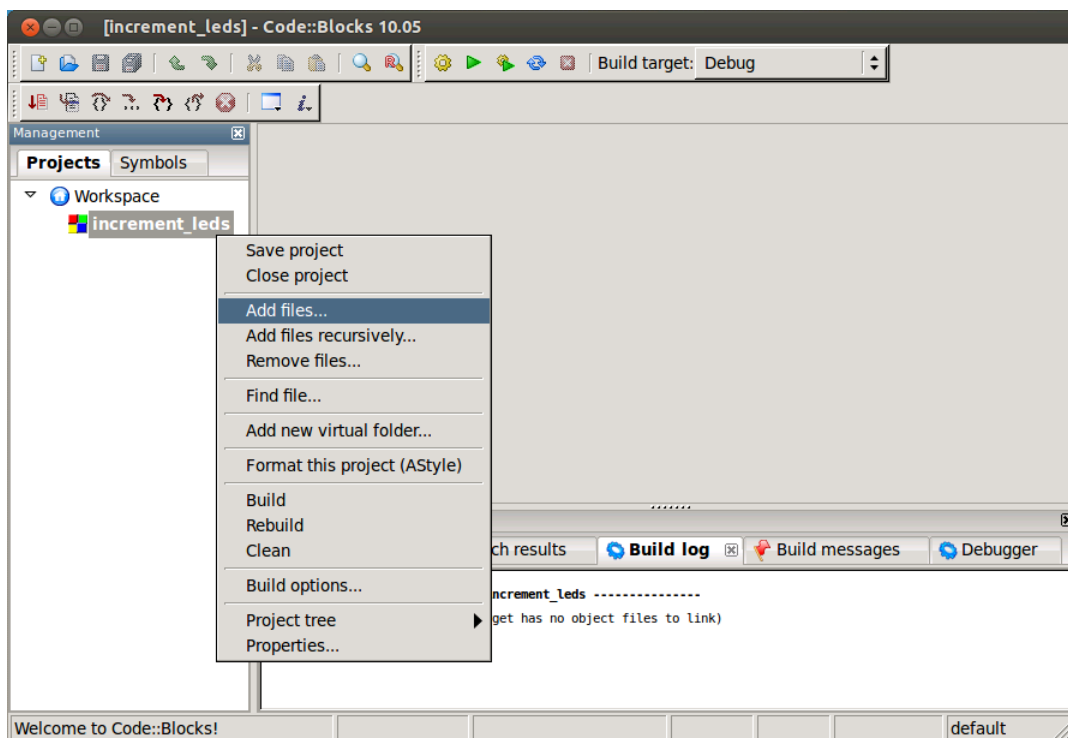 [increment_leds] - Code::Blocks 10.05
Build target: Debug
Management
Projects Symbols
Workspace
increment_leds
Save project
Close project
Add files...
Add files recursively...
Remove files...
Find file...
Add new virtual folder...
Format this project (AStyle)
Build
Rebuild
Clean
Build options...
Project tree
Properties...
ch results Build log Build messages Debugger
ncrement_leds ---------------
get has no object files to link)
Welcome to Code::Blocks! default